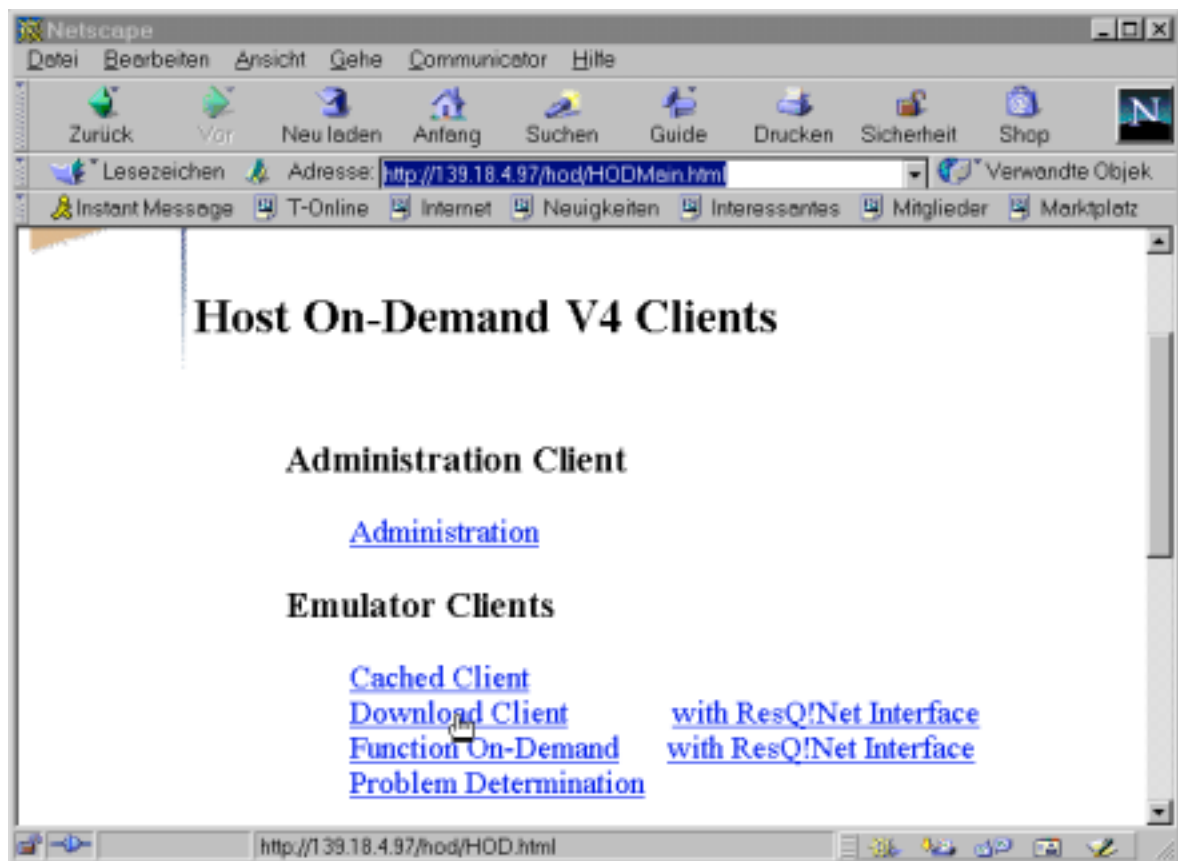 Netscape
Datei Bearbeiten Ansicht Gehe Communicator Hilfe
Zurück Vor Neu laden Anfang Suchen Guide Drucken Sicherheit Shop
N
Lesezeichen Adresse: http://139.18.4.97/hod/HODMain.html Verwandte Objek
Instant Message T-Online Internet Neuigkeiten Interessantes Mitglieder Marktplatz
Host On-Demand V4 Clients
Administration Client
Administration
Emulator Clients
Cached Client
Download Client with ResQ!Net Interface
Function On-Demand with ResQ!Net Interface
Problem Determination
http://139.18.4.97/hod/HOD.html